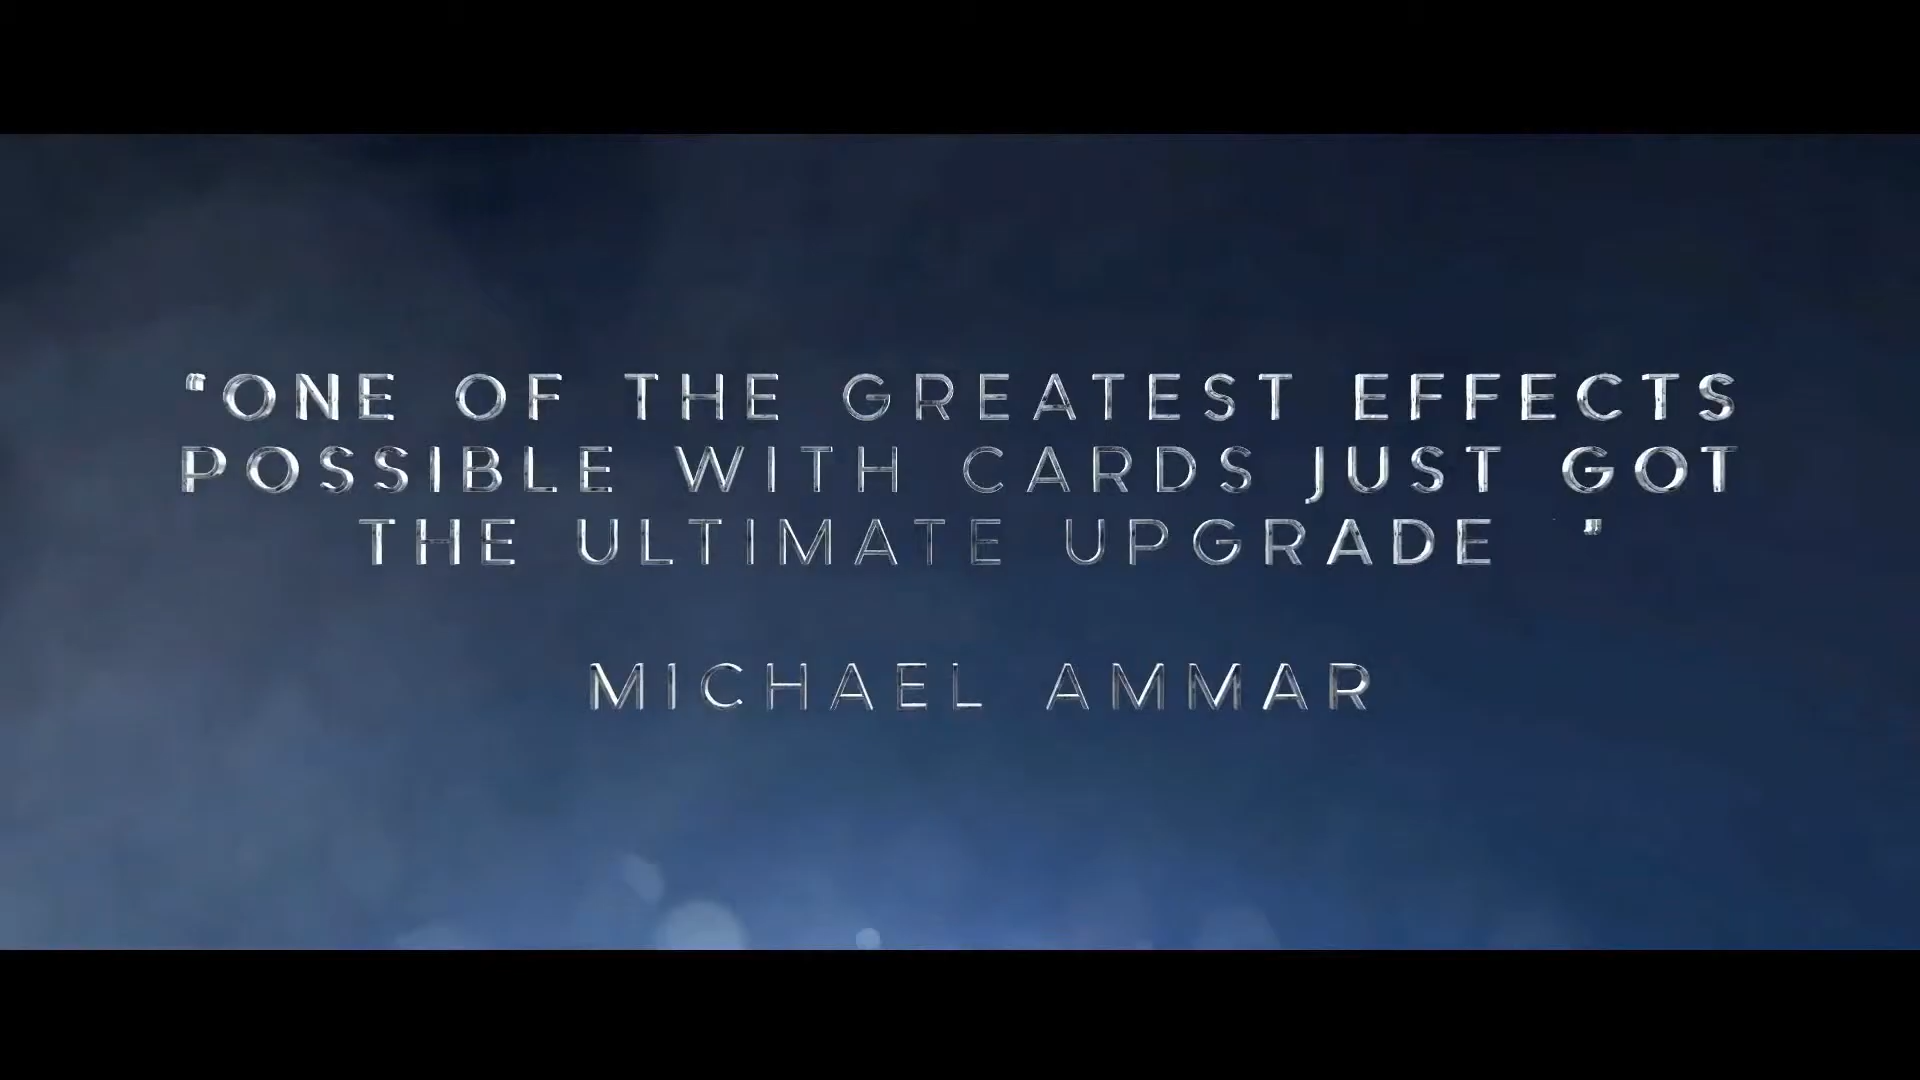 "ONE OF THE GREATEST EFFECTS
POSSIBLE WITH CARDS JUST GOT
THE ULTIMATE UPGRADE "
MICHAEL AMMAR